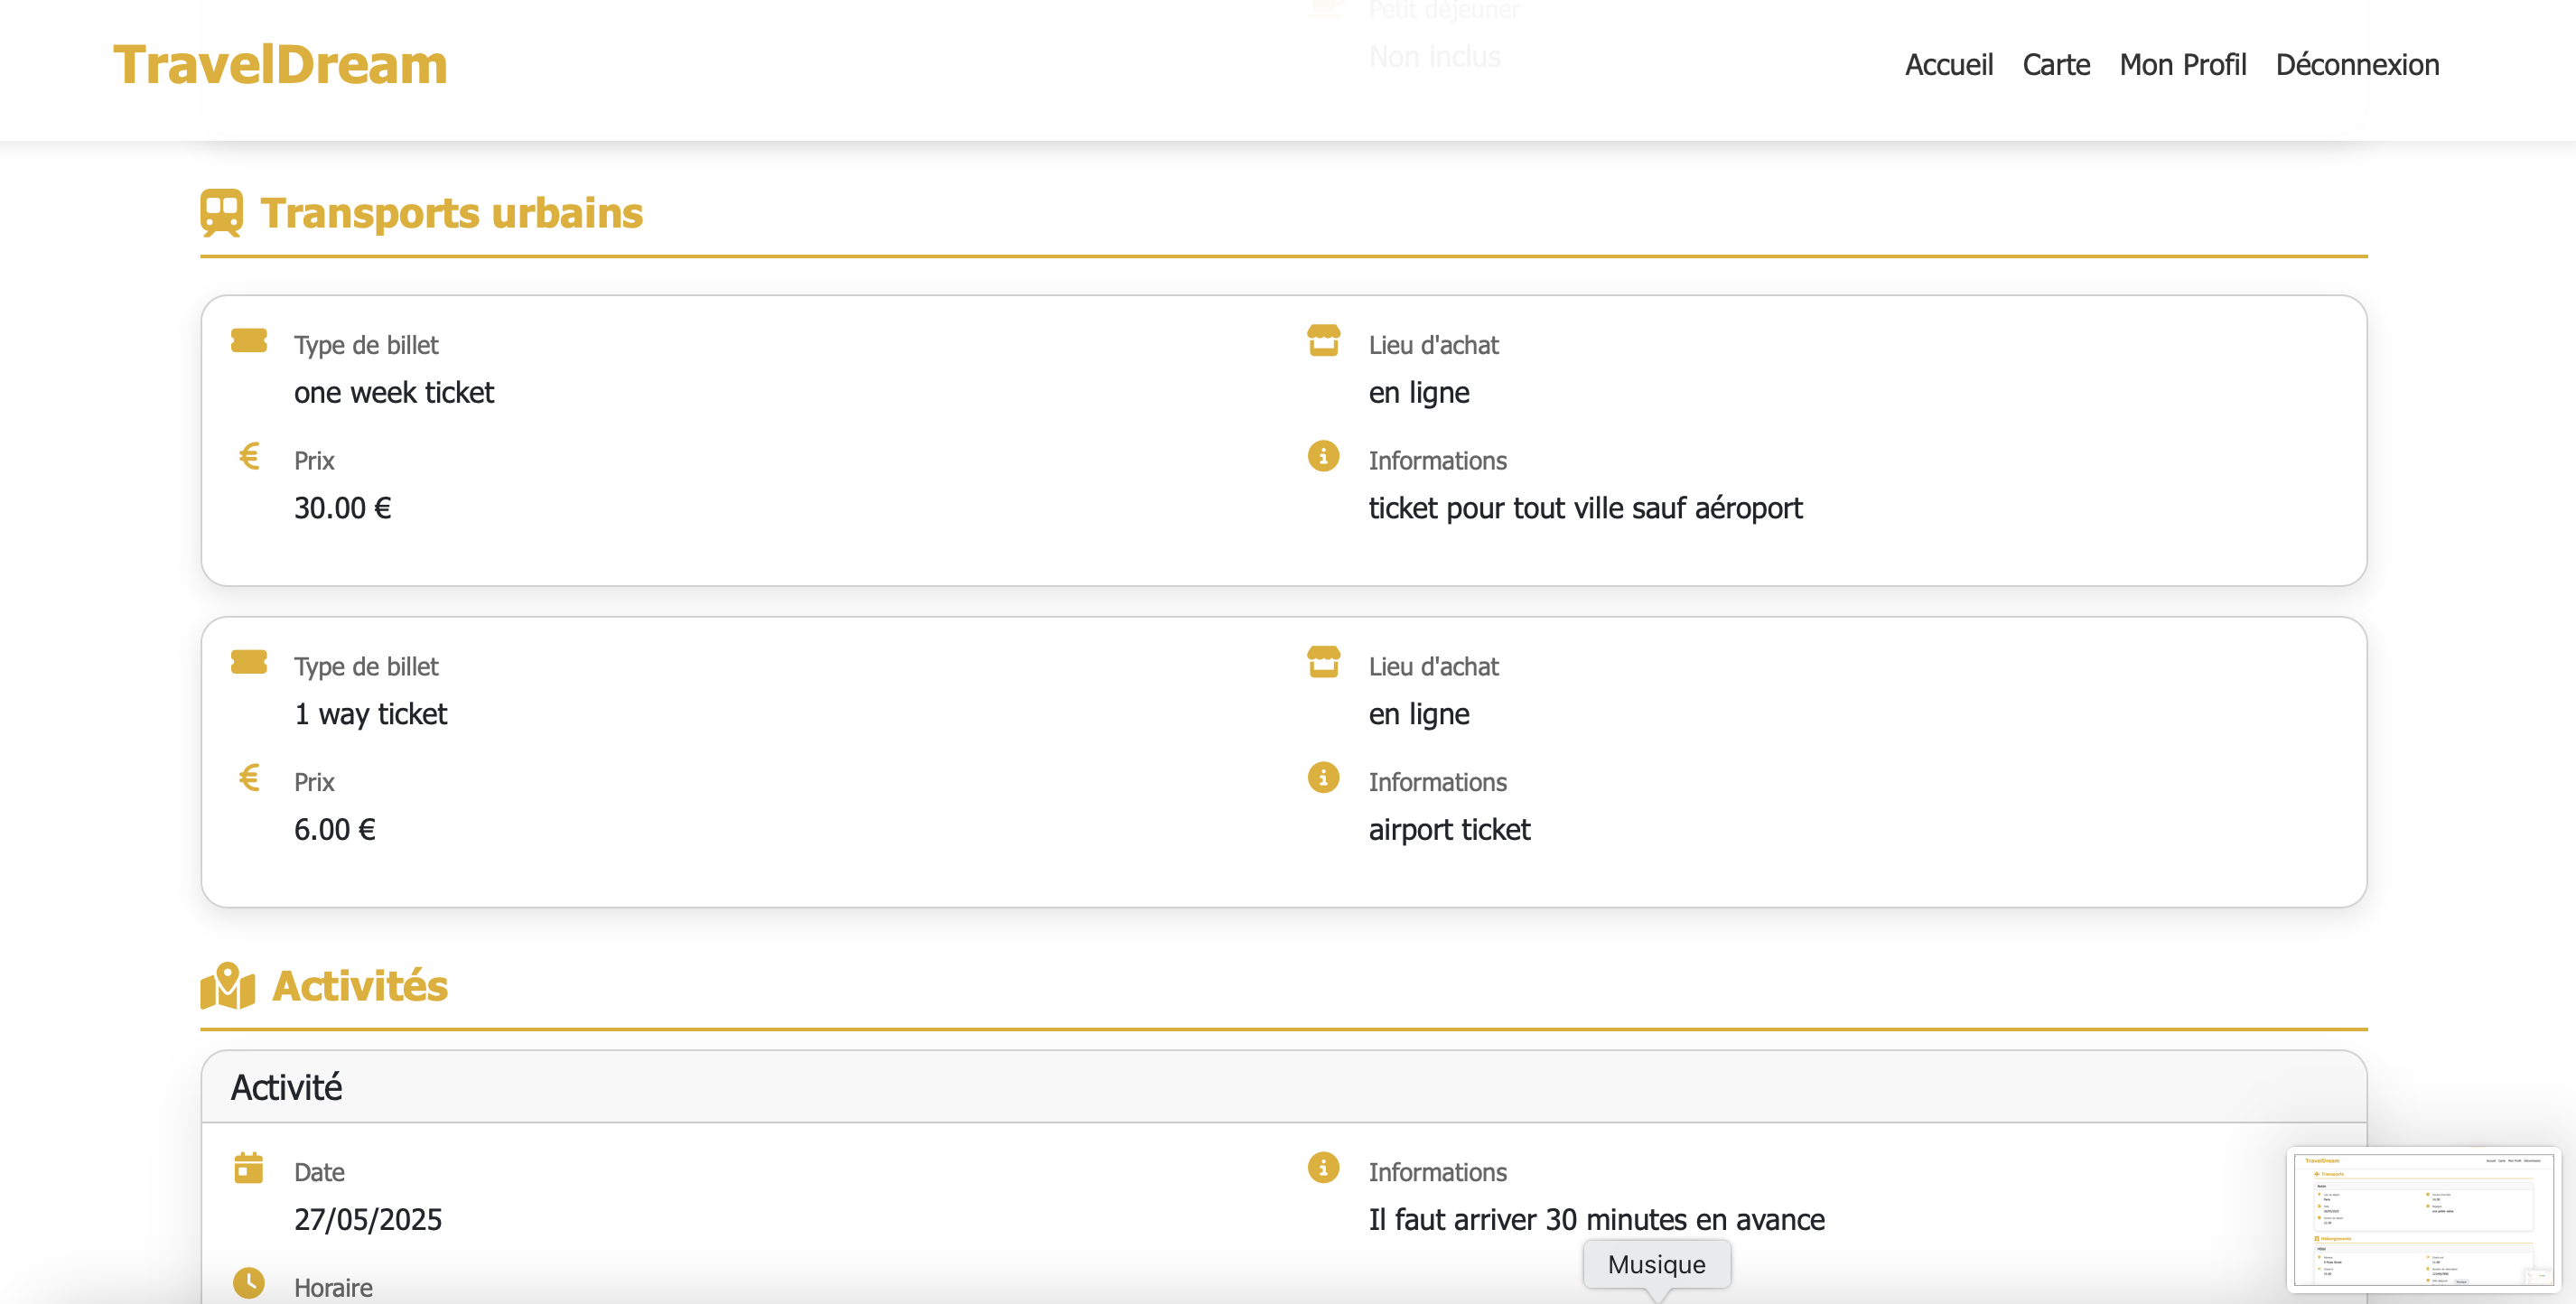 Petit déjeuner
Non inclus
TravelDream
Accueil Carte Mon Profil Déconnexion
Transports urbains
Type de billet
one week ticket
Lieu d'achat
en ligne
Prix
30.00 €
Informations
ticket pour tout ville sauf aéroport
Type de billet
1 way ticket
Lieu d'achat
en ligne
Prix
6.00 €
Informations
airport ticket
Activités
Activité
Date
27/05/2025
Informations
Il faut arriver 30 minutes en avance
Horaire
Musique
TravelDream
Transports
Hébergements